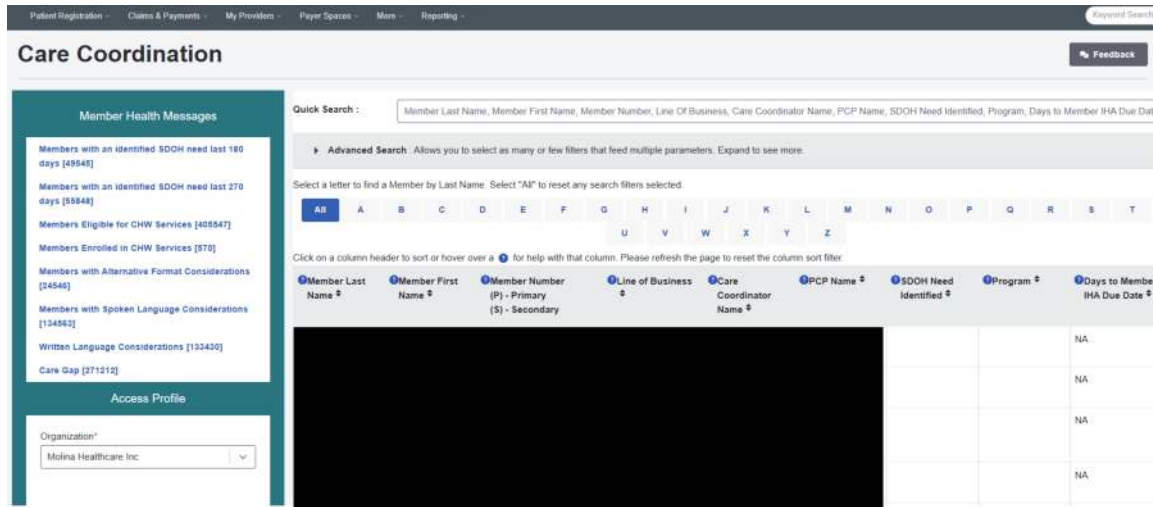 Patient Registration
Claims & Payments
My Providers
Payer Spaces
More
Reporting
Keyword Search
Care Coordination
Feedback
Member Health Messages
Members with an identified SDOH need last 180
days [49545]
Members with an identified SDOH need last 270
days [55848]
Members Eligible for CHW Services [405547]
Members Enrolled in CHW Services [570]
Members with Alternative Format Considerations
[24546]
Members with Spoken Language Considerations
[134563]
Written Language Considerations [133430]
Care Gap [271212]
Access Profile
Organization*
Molina Healthcare Inc
Quick Search :
Member Last Name, Member First Name, Member Number, Line Of Business, Care Coordinator Name, PCP Name, SDOH Need Identified, Program, Days to Member IHA Due Dat
Advanced Search : Allows you to select as many or few filters that feed multiple parameters. Expand to see more.
Select a letter to find a Member by Last Name. Select "All" to reset any search filters selected.
All A B C D E F G H I J K L M N O P Q R S T
U V W X Y Z
Click on a column header to sort or hover over a ? for help with that column. Please refresh the page to reset the column sort filter.
Member Last
Name
Member First
Name
Member Number
(P) - Primary
(S) - Secondary
Line of Business
Care
Coordinator
Name
PCP Name
SDOH Need
Identified
Program
Days to Membe
IHA Due Date
NA
NA
NA
NA